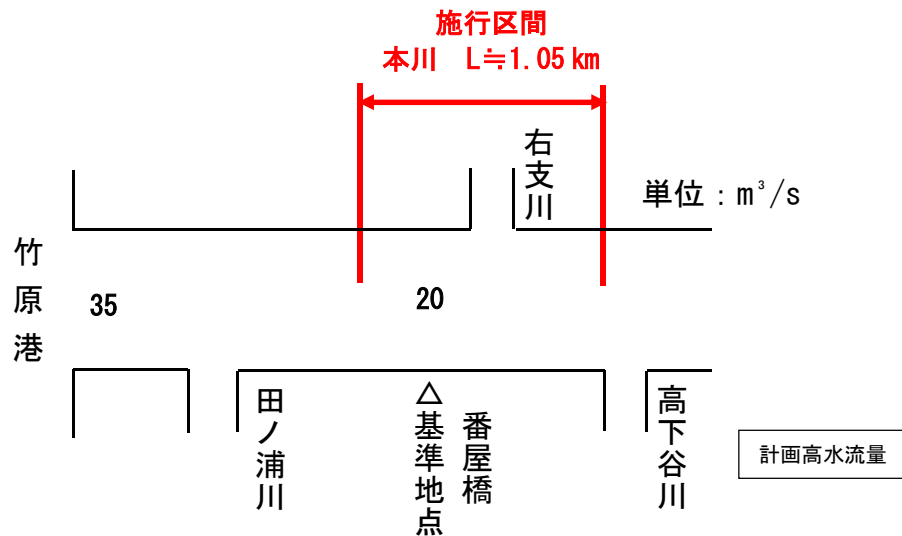 施行区間
本川　L≒1.05km
右支川
単位：m³/s
竹原港
35
20
田ノ浦川
△基準地点
番屋橋
高下谷川
計画高水流量